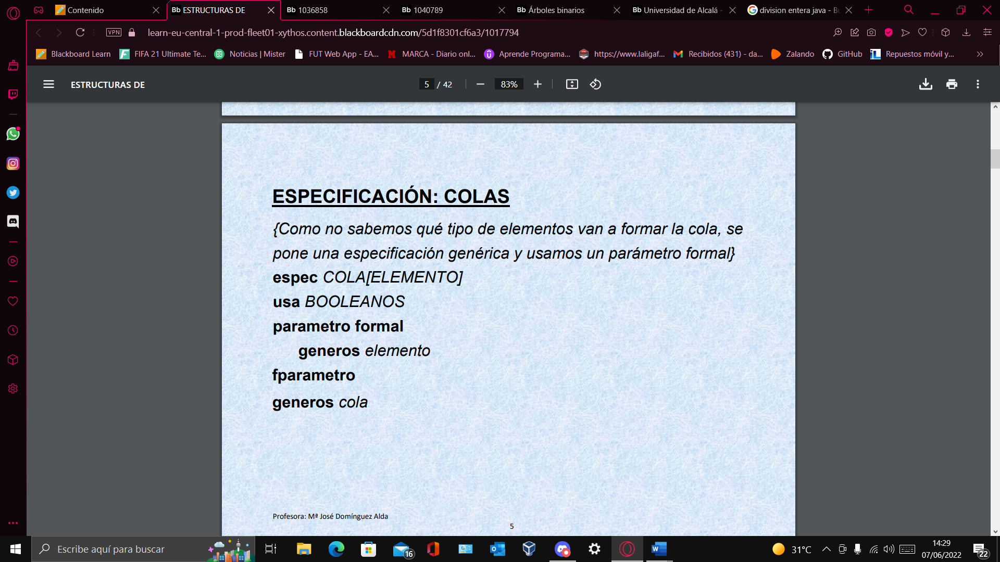 Contenido
Bb ESTRUCTURAS DE
Bb 1036858
Bb 1040789
Bb Árboles binarios
Bb Universidad de Alcalá -
division entera java - Bu
VPN
learn-eu-central-1-prod-fleet01-xythos.content.blackboardcdn.com/5d1f8301cf6a3/1017794
Blackboard Learn
FIFA 21 Ultimate Te...
Noticias | Mister
FUT Web App - EA...
MARCA - Diario onl...
Aprende Programa...
https://www.laligaf...
Recibidos (431) - da...
Zalando
GitHub
Repuestos móvil y...
ESTRUCTURAS DE
5 / 42
83%
ESPECIFICACIÓN: COLAS
{Como no sabemos qué tipo de elementos van a formar la cola, se
pone una especificación genérica y usamos un parámetro formal}
espec COLA[ELEMENTO]
usa BOOLEANOS
parametro formal
generos elemento
fparametro
generos cola
Profesora: Mª José Domínguez Alda
5
Escribe aquí para buscar
16
31°C
14:29
07/06/2022
22